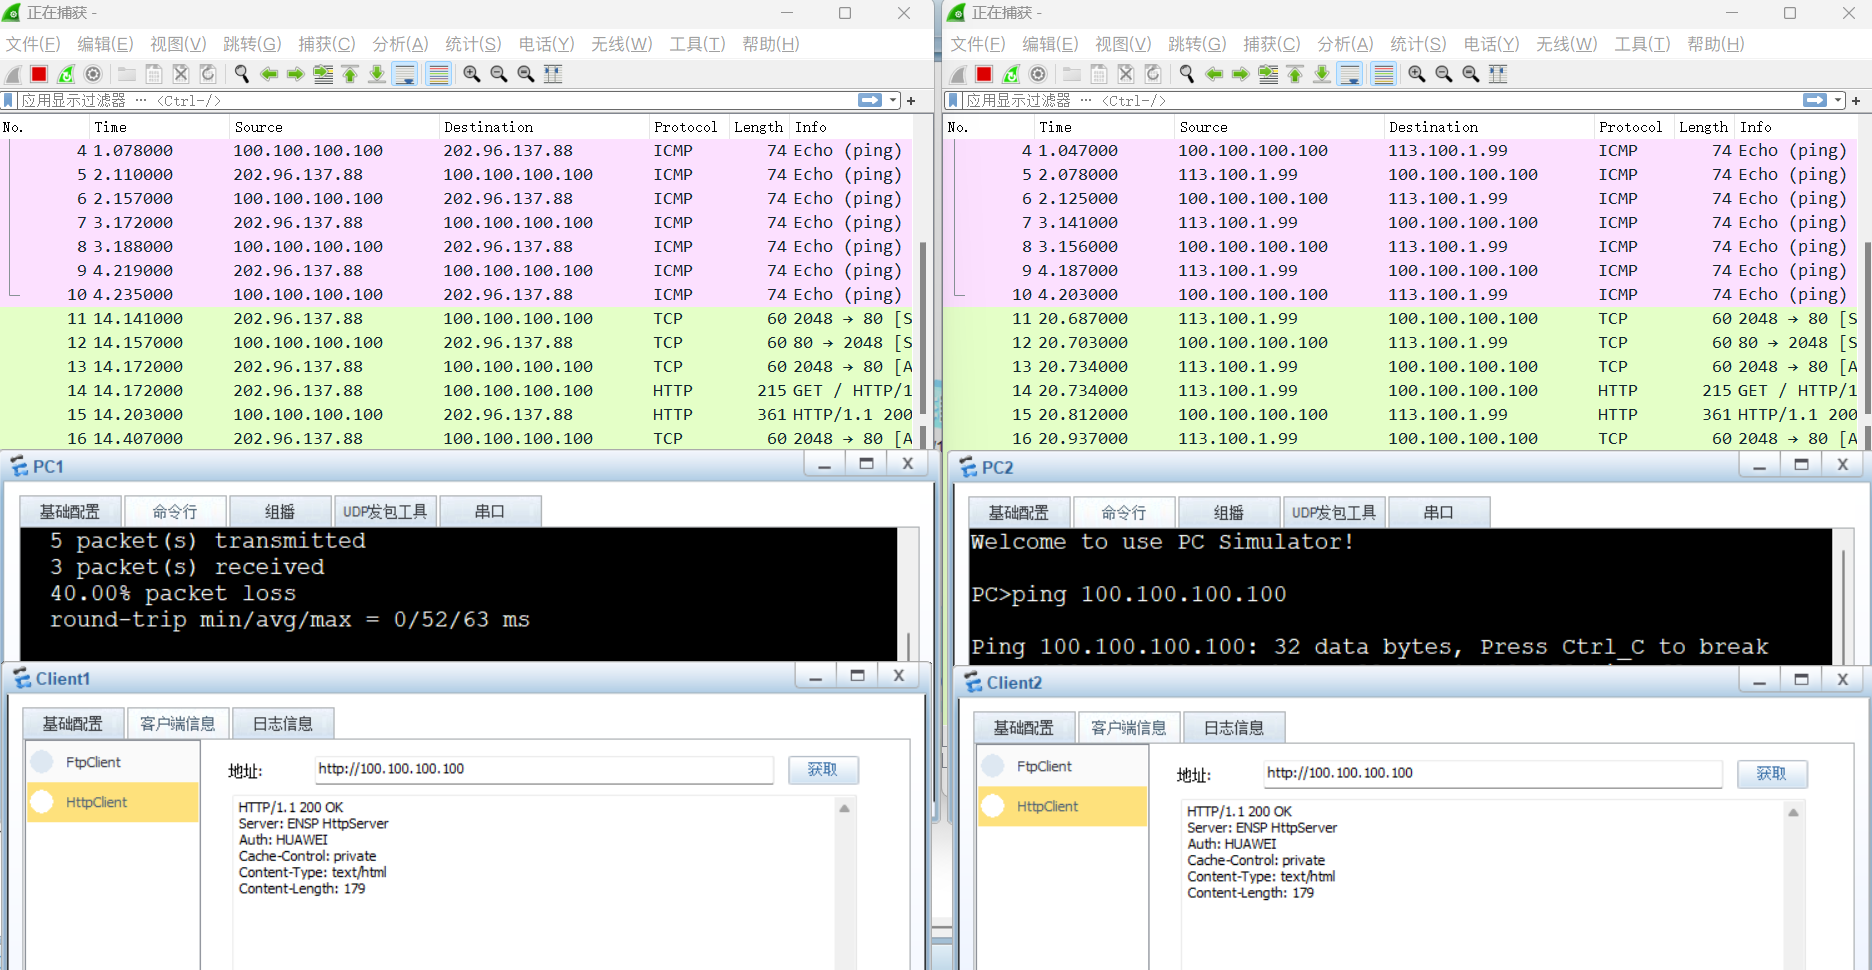 正在捕获 -
文件(F) 编辑(E) 视图(V) 跳转(G) 捕获(C) 分析(A) 统计(S) 电话(Y) 无线(W) 工具(T) 帮助(H)
应用显示过滤器 … <Ctrl-/>
No. Time Source Destination Protocol Length Info
4 1.078000 100.100.100.100 202.96.137.88 ICMP 74 Echo (ping)
5 2.110000 202.96.137.88 100.100.100.100 ICMP 74 Echo (ping)
6 2.157000 100.100.100.100 202.96.137.88 ICMP 74 Echo (ping)
7 3.172000 202.96.137.88 100.100.100.100 ICMP 74 Echo (ping)
8 3.188000 100.100.100.100 202.96.137.88 ICMP 74 Echo (ping)
9 4.219000 202.96.137.88 100.100.100.100 ICMP 74 Echo (ping)
10 4.235000 100.100.100.100 202.96.137.88 ICMP 74 Echo (ping)
11 14.141000 202.96.137.88 100.100.100.100 TCP 60 2048 → 80 [S
12 14.157000 100.100.100.100 202.96.137.88 TCP 60 80 → 2048 [S
13 14.172000 202.96.137.88 100.100.100.100 TCP 60 2048 → 80 [A
14 14.172000 202.96.137.88 100.100.100.100 HTTP 215 GET / HTTP/1
15 14.203000 100.100.100.100 202.96.137.88 HTTP 361 HTTP/1.1 200
16 14.407000 202.96.137.88 100.100.100.100 TCP 60 2048 → 80 [A
PC1
基础配置 命令行 组播 UDP发包工具 串口
5 packet(s) transmitted
3 packet(s) received
40.00% packet loss
round-trip min/avg/max = 0/52/63 ms
Client1
基础配置 客户端信息 日志信息
FtpClient
HttpClient
地址: http://100.100.100.100 获取
HTTP/1.1 200 OK
Server: ENSP HttpServer
Auth: HUAWEI
Cache-Control: private
Content-Type: text/html
Content-Length: 179
正在捕获 -
文件(F) 编辑(E) 视图(V) 跳转(G) 捕获(C) 分析(A) 统计(S) 电话(Y) 无线(W) 工具(T) 帮助(H)
应用显示过滤器 … <Ctrl-/>
No. Time Source Destination Protocol Length Info
4 1.047000 100.100.100.100 113.100.1.99 ICMP 74 Echo (ping)
5 2.078000 113.100.1.99 100.100.100.100 ICMP 74 Echo (ping)
6 2.125000 100.100.100.100 113.100.1.99 ICMP 74 Echo (ping)
7 3.141000 113.100.1.99 100.100.100.100 ICMP 74 Echo (ping)
8 3.156000 100.100.100.100 113.100.1.99 ICMP 74 Echo (ping)
9 4.187000 113.100.1.99 100.100.100.100 ICMP 74 Echo (ping)
10 4.203000 100.100.100.100 113.100.1.99 ICMP 74 Echo (ping)
11 20.687000 113.100.1.99 100.100.100.100 TCP 60 2048 → 80 [S
12 20.703000 100.100.100.100 113.100.1.99 TCP 60 80 → 2048 [S
13 20.734000 113.100.1.99 100.100.100.100 TCP 60 2048 → 80 [A
14 20.734000 113.100.1.99 100.100.100.100 HTTP 215 GET / HTTP/1
15 20.812000 100.100.100.100 113.100.1.99 HTTP 361 HTTP/1.1 200
16 20.937000 113.100.1.99 100.100.100.100 TCP 60 2048 → 80 [A
PC2
基础配置 命令行 组播 UDP发包工具 串口
Welcome to use PC Simulator!
PC>ping 100.100.100.100
Ping 100.100.100.100: 32 data bytes, Press Ctrl_C to break
Client2
基础配置 客户端信息 日志信息
FtpClient
HttpClient
地址: http://100.100.100.100 获取
HTTP/1.1 200 OK
Server: ENSP HttpServer
Auth: HUAWEI
Cache-Control: private
Content-Type: text/html
Content-Length: 179